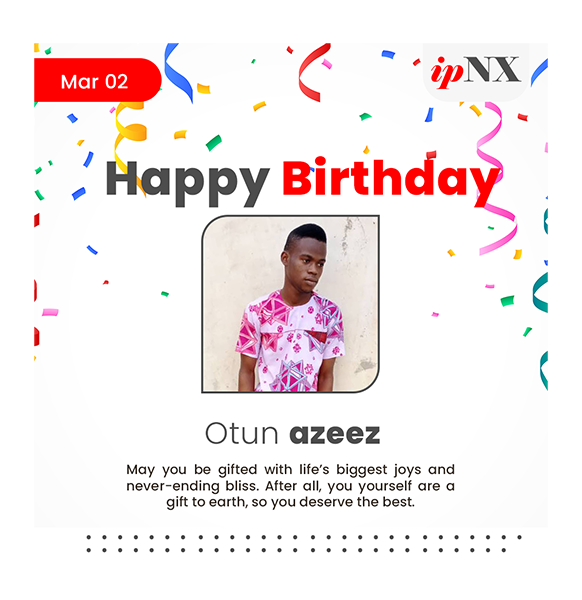 Mar 02
ipNX
Happy Birthday
Otun azeez
May you be gifted with life's biggest joys and
never-ending bliss. After all, you yourself are a
gift to earth, so you deserve the best.